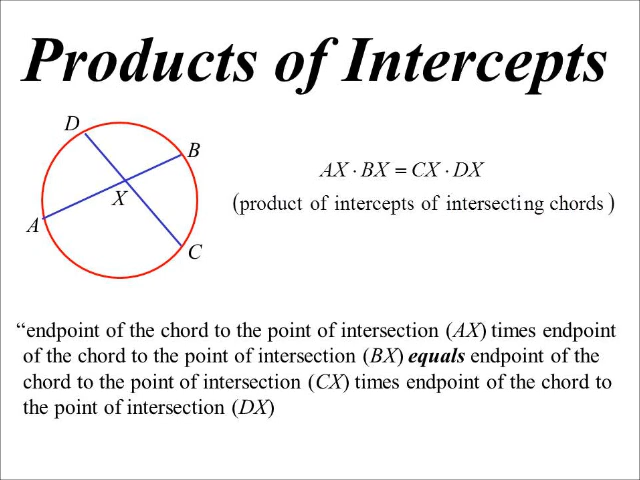 Products of Intercepts
D
B
X
A
C
AX · BX = CX · DX
(product of intercepts of intersecting chords)
“endpoint of the chord to the point of intersection (AX) times endpoint
of the chord to the point of intersection (BX) equals endpoint of the
chord to the point of intersection (CX) times endpoint of the chord to
the point of intersection (DX)